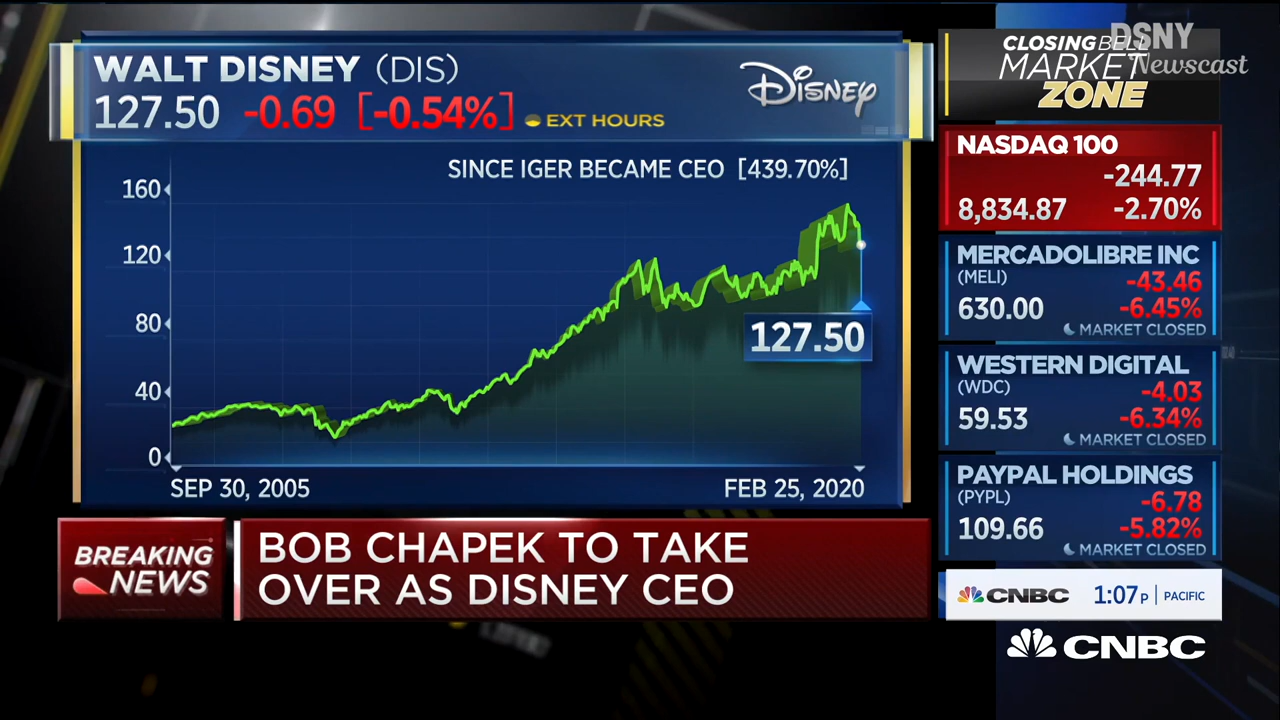 WALT DISNEY (DIS)
127.50 -0.69 [-0.54%] EXT HOURS
Disney
SINCE IGER BECAME CEO [439.70%]
160
120
80
40
0
127.50
SEP 30, 2005
FEB 25, 2020
BREAKING
NEWS
BOB CHAPEK TO TAKE
OVER AS DISNEY CEO
DSNY
Newscast
CLOSING BELL
MARKET
ZONE
NASDAQ 100
-244.77
8,834.87 -2.70%
MERCADOLIBRE INC
(MELI) -43.46
630.00 -6.45%
MARKET CLOSED
WESTERN DIGITAL
(WDC) -4.03
59.53 -6.34%
MARKET CLOSED
PAYPAL HOLDINGS
(PYPL) -6.78
109.66 -5.82%
MARKET CLOSED
CNBC 1:07P PACIFIC
CNBC